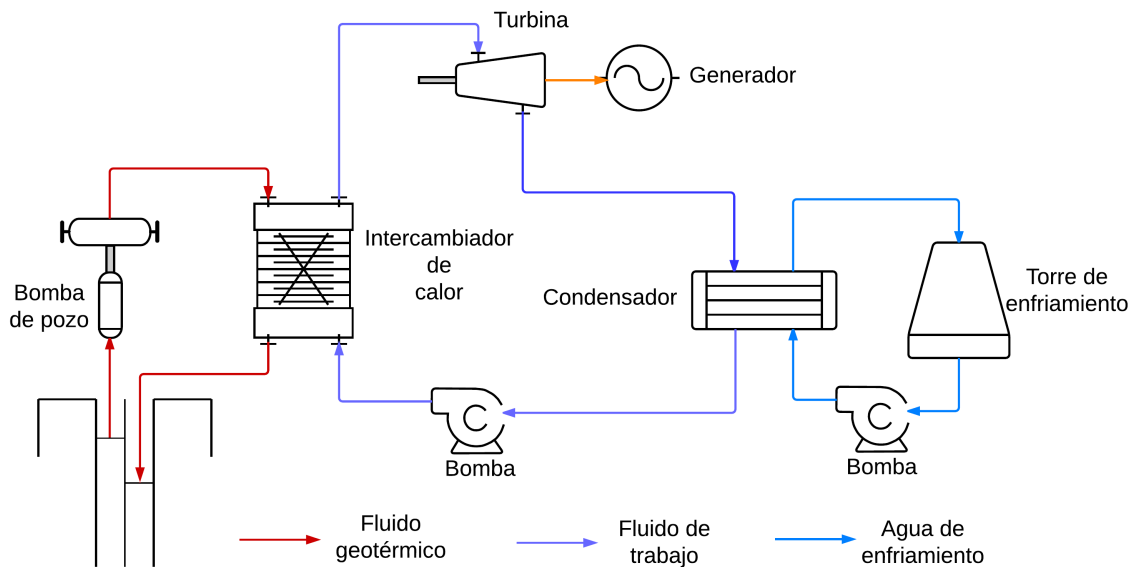 Turbina
Generador
Intercambiador
de
calor
Bomba
de pozo
Condensador
Torre de
enfriamiento
Bomba
Bomba
Fluido
geotérmico
Fluido de
trabajo
Agua de
enfriamiento